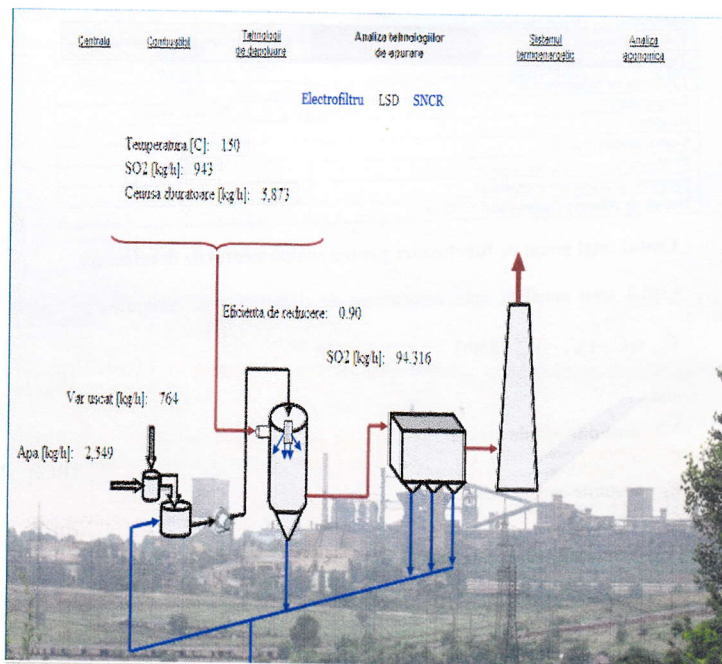 Centrala Combustibil Tehnologii de depoluare Analiza tehnologiilor de epurare Sistemul termoenergetic Analiza economica
Electrofiltru LSD SNCR
Temperatura [C]: 150
SO2 [kg/h]: 943
Cenusa zburatoare [kg/h]: 5,873
Eficienta de reducere: 0.90
SO2 [kg/h]: 94.316
Var uscat [kg/h]: 764
Apa [kg/h]: 2,549